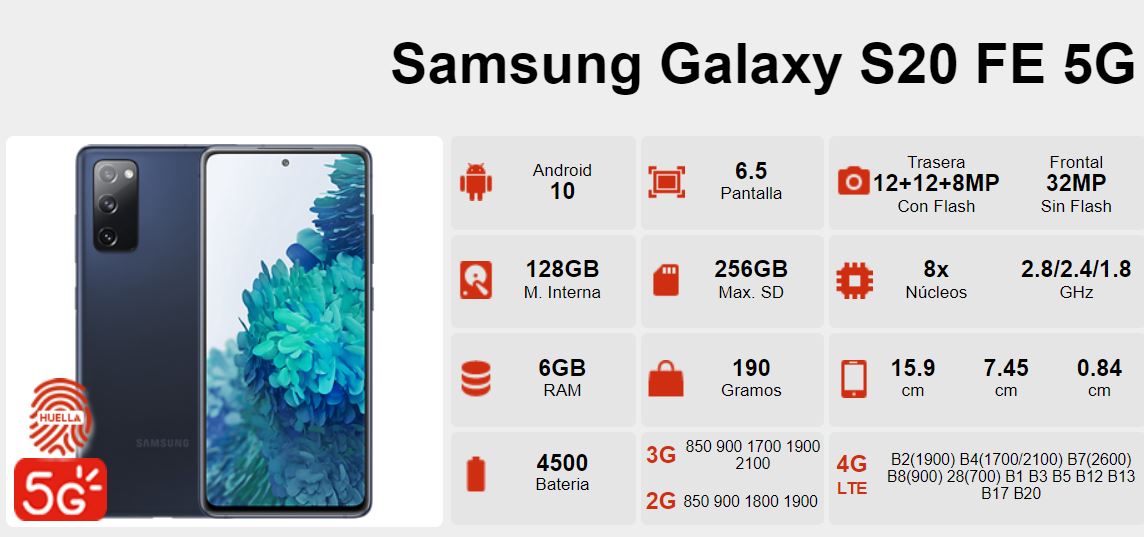 Samsung Galaxy S20 FE 5G
Android
10
6.5
Pantalla
Trasera
12+12+8MP
Con Flash
Frontal
32MP
Sin Flash
128GB
M. Interna
256GB
Max. SD
8x
Núcleos
2.8/2.4/1.8
GHz
6GB
RAM
190
Gramos
15.9
cm
7.45
cm
0.84
cm
4500
Bateria
3G
850 900 1700 1900
2100
2G
850 900 1800 1900
4G
LTE
B2(1900) B4(1700/2100) B7(2600)
B8(900) 28(700) B1 B3 B5 B12 B13
B17 B20
SAMSUNG
HUELLA
5G